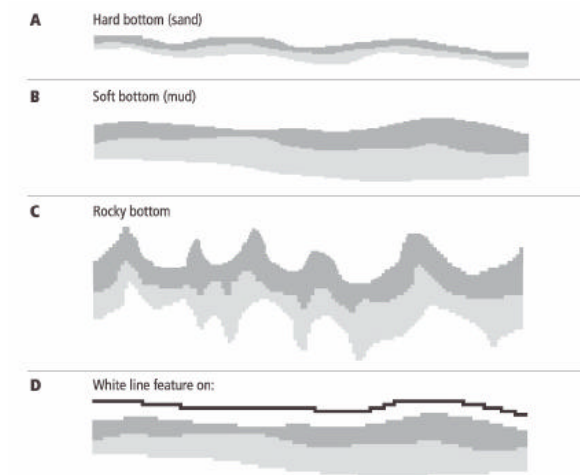 A Hard bottom (sand)
B Soft bottom (mud)
C Rocky bottom
D White line feature on: